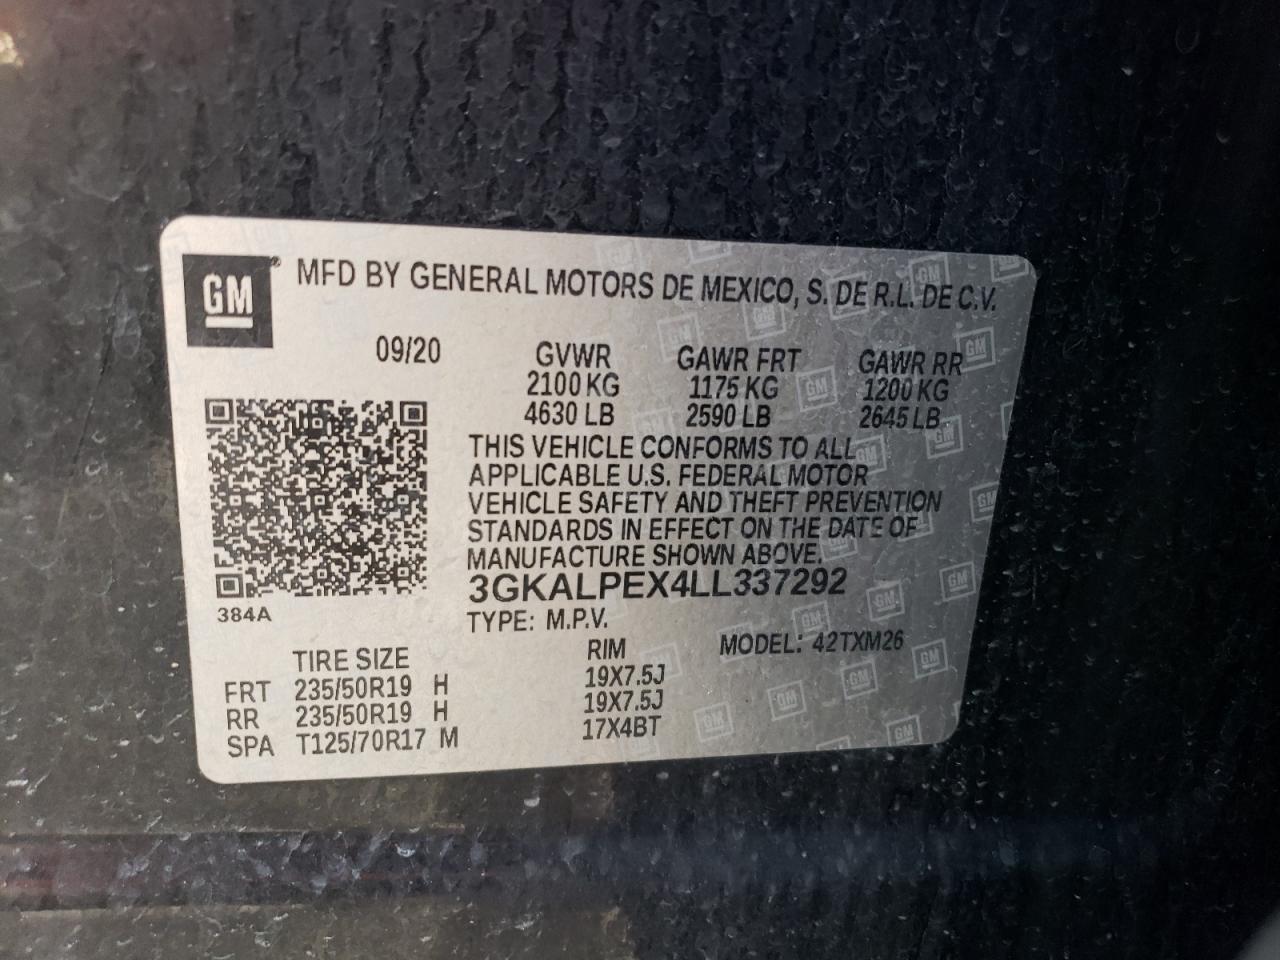 GM ® MFD BY GENERAL MOTORS DE MEXICO, S. DE R.L. DE C.V.
09/20 GVWR GAWR FRT GAWR RR
2100 KG 1175 KG 1200 KG
4630 LB 2590 LB 2645 LB
THIS VEHICLE CONFORMS TO ALL
APPLICABLE U.S. FEDERAL MOTOR
VEHICLE SAFETY AND THEFT PREVENTION
STANDARDS IN EFFECT ON THE DATE OF
MANUFACTURE SHOWN ABOVE.
3GKALPEX4LL337292
384A
TYPE: M.P.V. MODEL: 42TXM26
TIRE SIZE RIM
FRT 235/50R19 H 19X7.5J
RR 235/50R19 H 19X7.5J
SPA T125/70R17 M 17X4BT